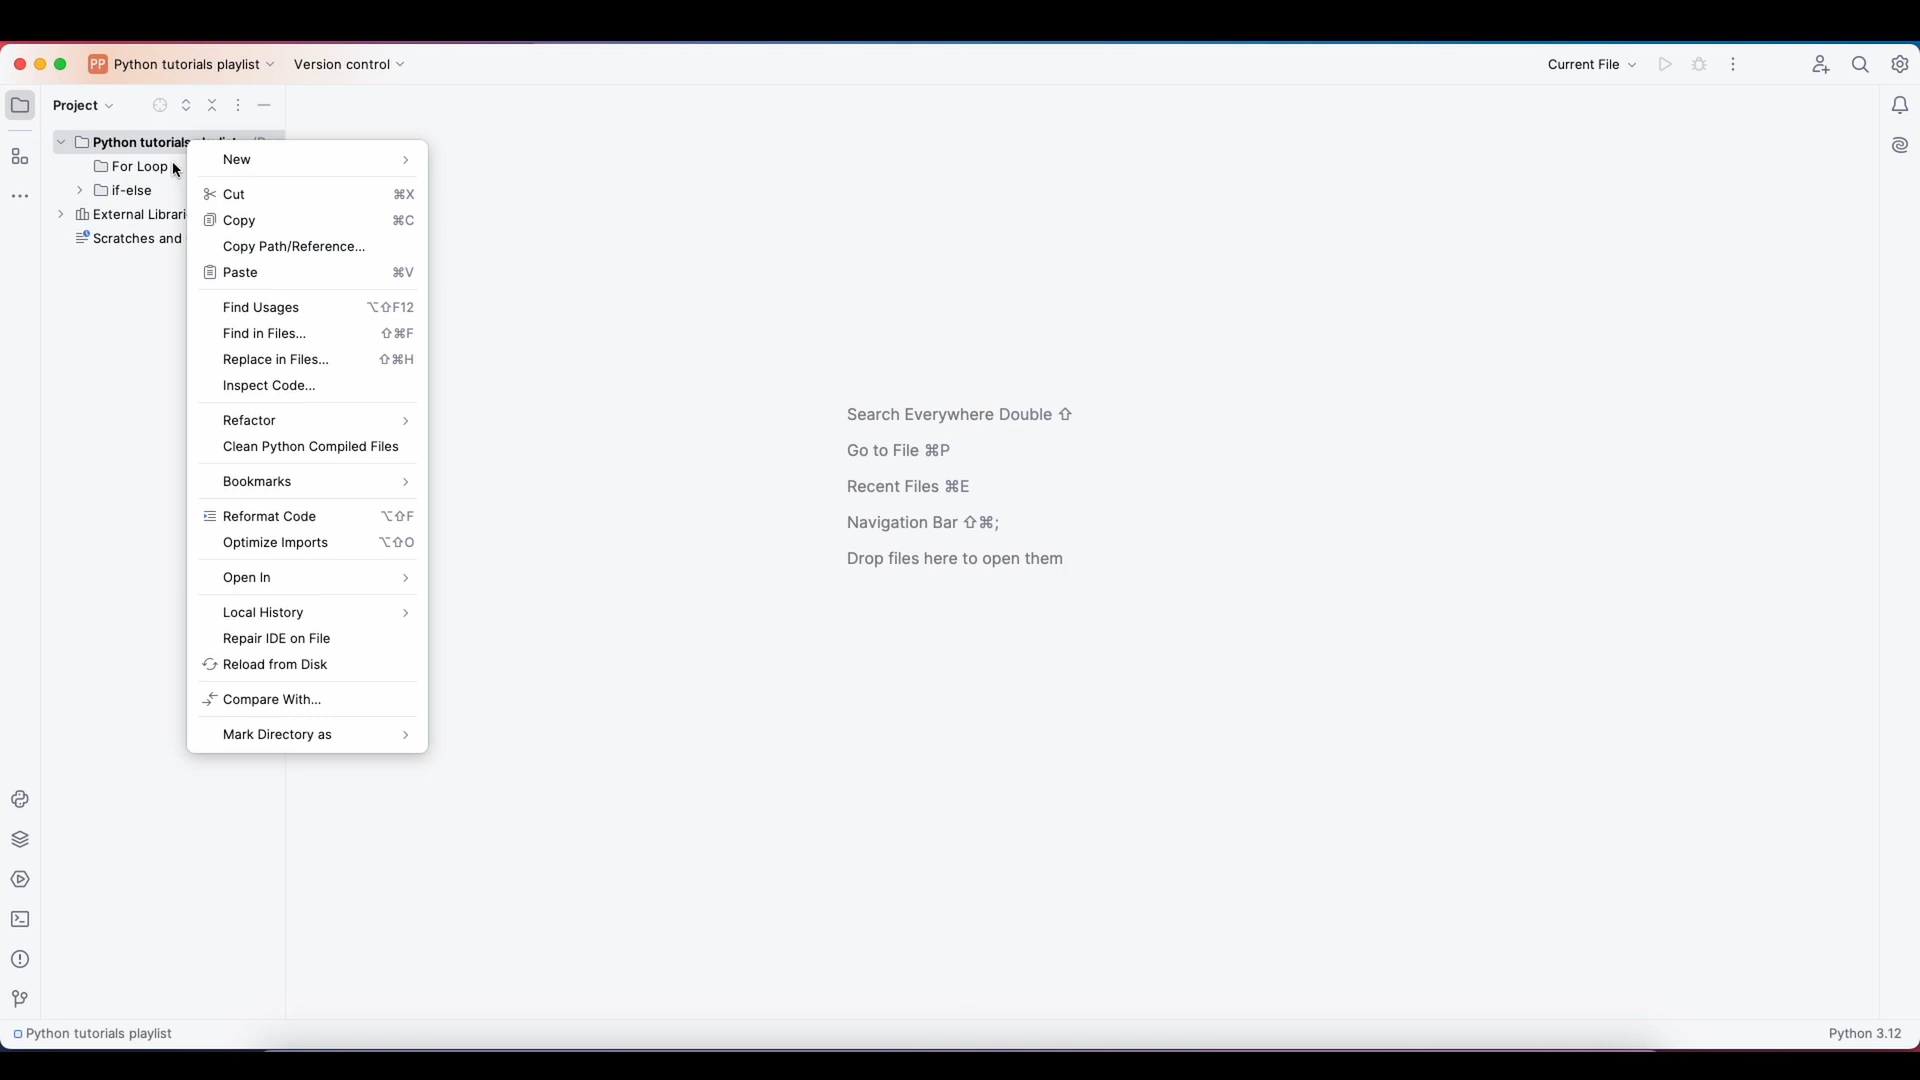 PP Python tutorials playlist Version control Current File
Project
Python tutorials
For Loop
if-else
External Librari
Scratches and
New
Cut ⌘X
Copy ⌘C
Copy Path/Reference...
Paste ⌘V
Find Usages ⌥⇧F12
Find in Files... ⇧⌘F
Replace in Files... ⇧⌘H
Inspect Code...
Refactor
Clean Python Compiled Files
Bookmarks
Reformat Code ⌥⇧F
Optimize Imports ⌥⇧O
Open In
Local History
Repair IDE on File
Reload from Disk
Compare With...
Mark Directory as
Search Everywhere Double ⇧
Go to File ⌘P
Recent Files ⌘E
Navigation Bar ⇧⌘;
Drop files here to open them
Python tutorials playlist Python 3.12